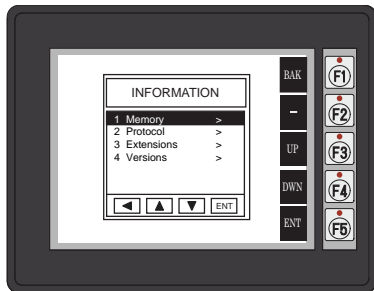 INFORMATION
1 Memory >
2 Protocol >
3 Extensions >
4 Versions >
ENT
BAK
–
UP
DWN
ENT
F1
F2
F3
F4
F5